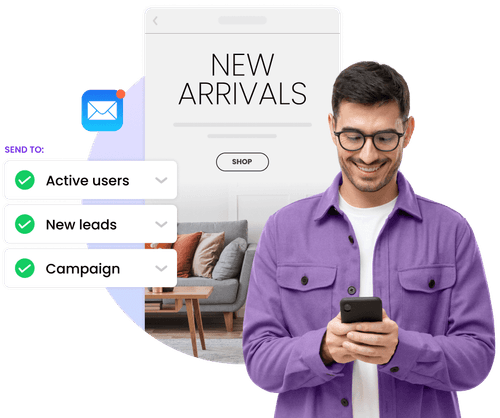 NEW
ARRIVALS
SHOP
SEND TO:
Active users
New leads
Campaign